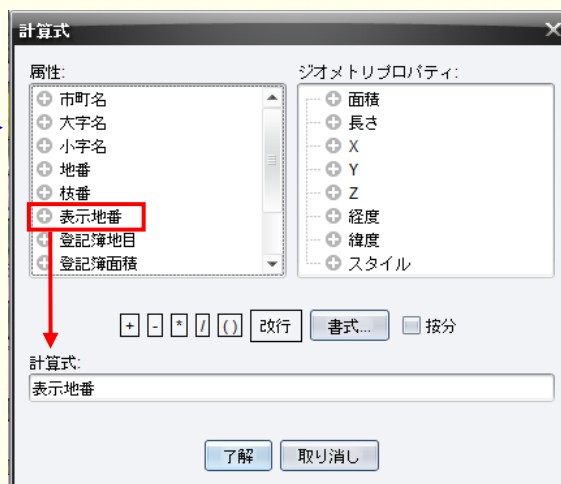 計算式
属性:
市町名
大字名
小字名
地番
枝番
表示地番
登記簿地目
登記簿面積
ジオメトリプロパティ:
面積
長さ
X
Y
Z
経度
緯度
スタイル
+ - * / () 改行 書式... 按分
計算式:
表示地番
了解 取り消し